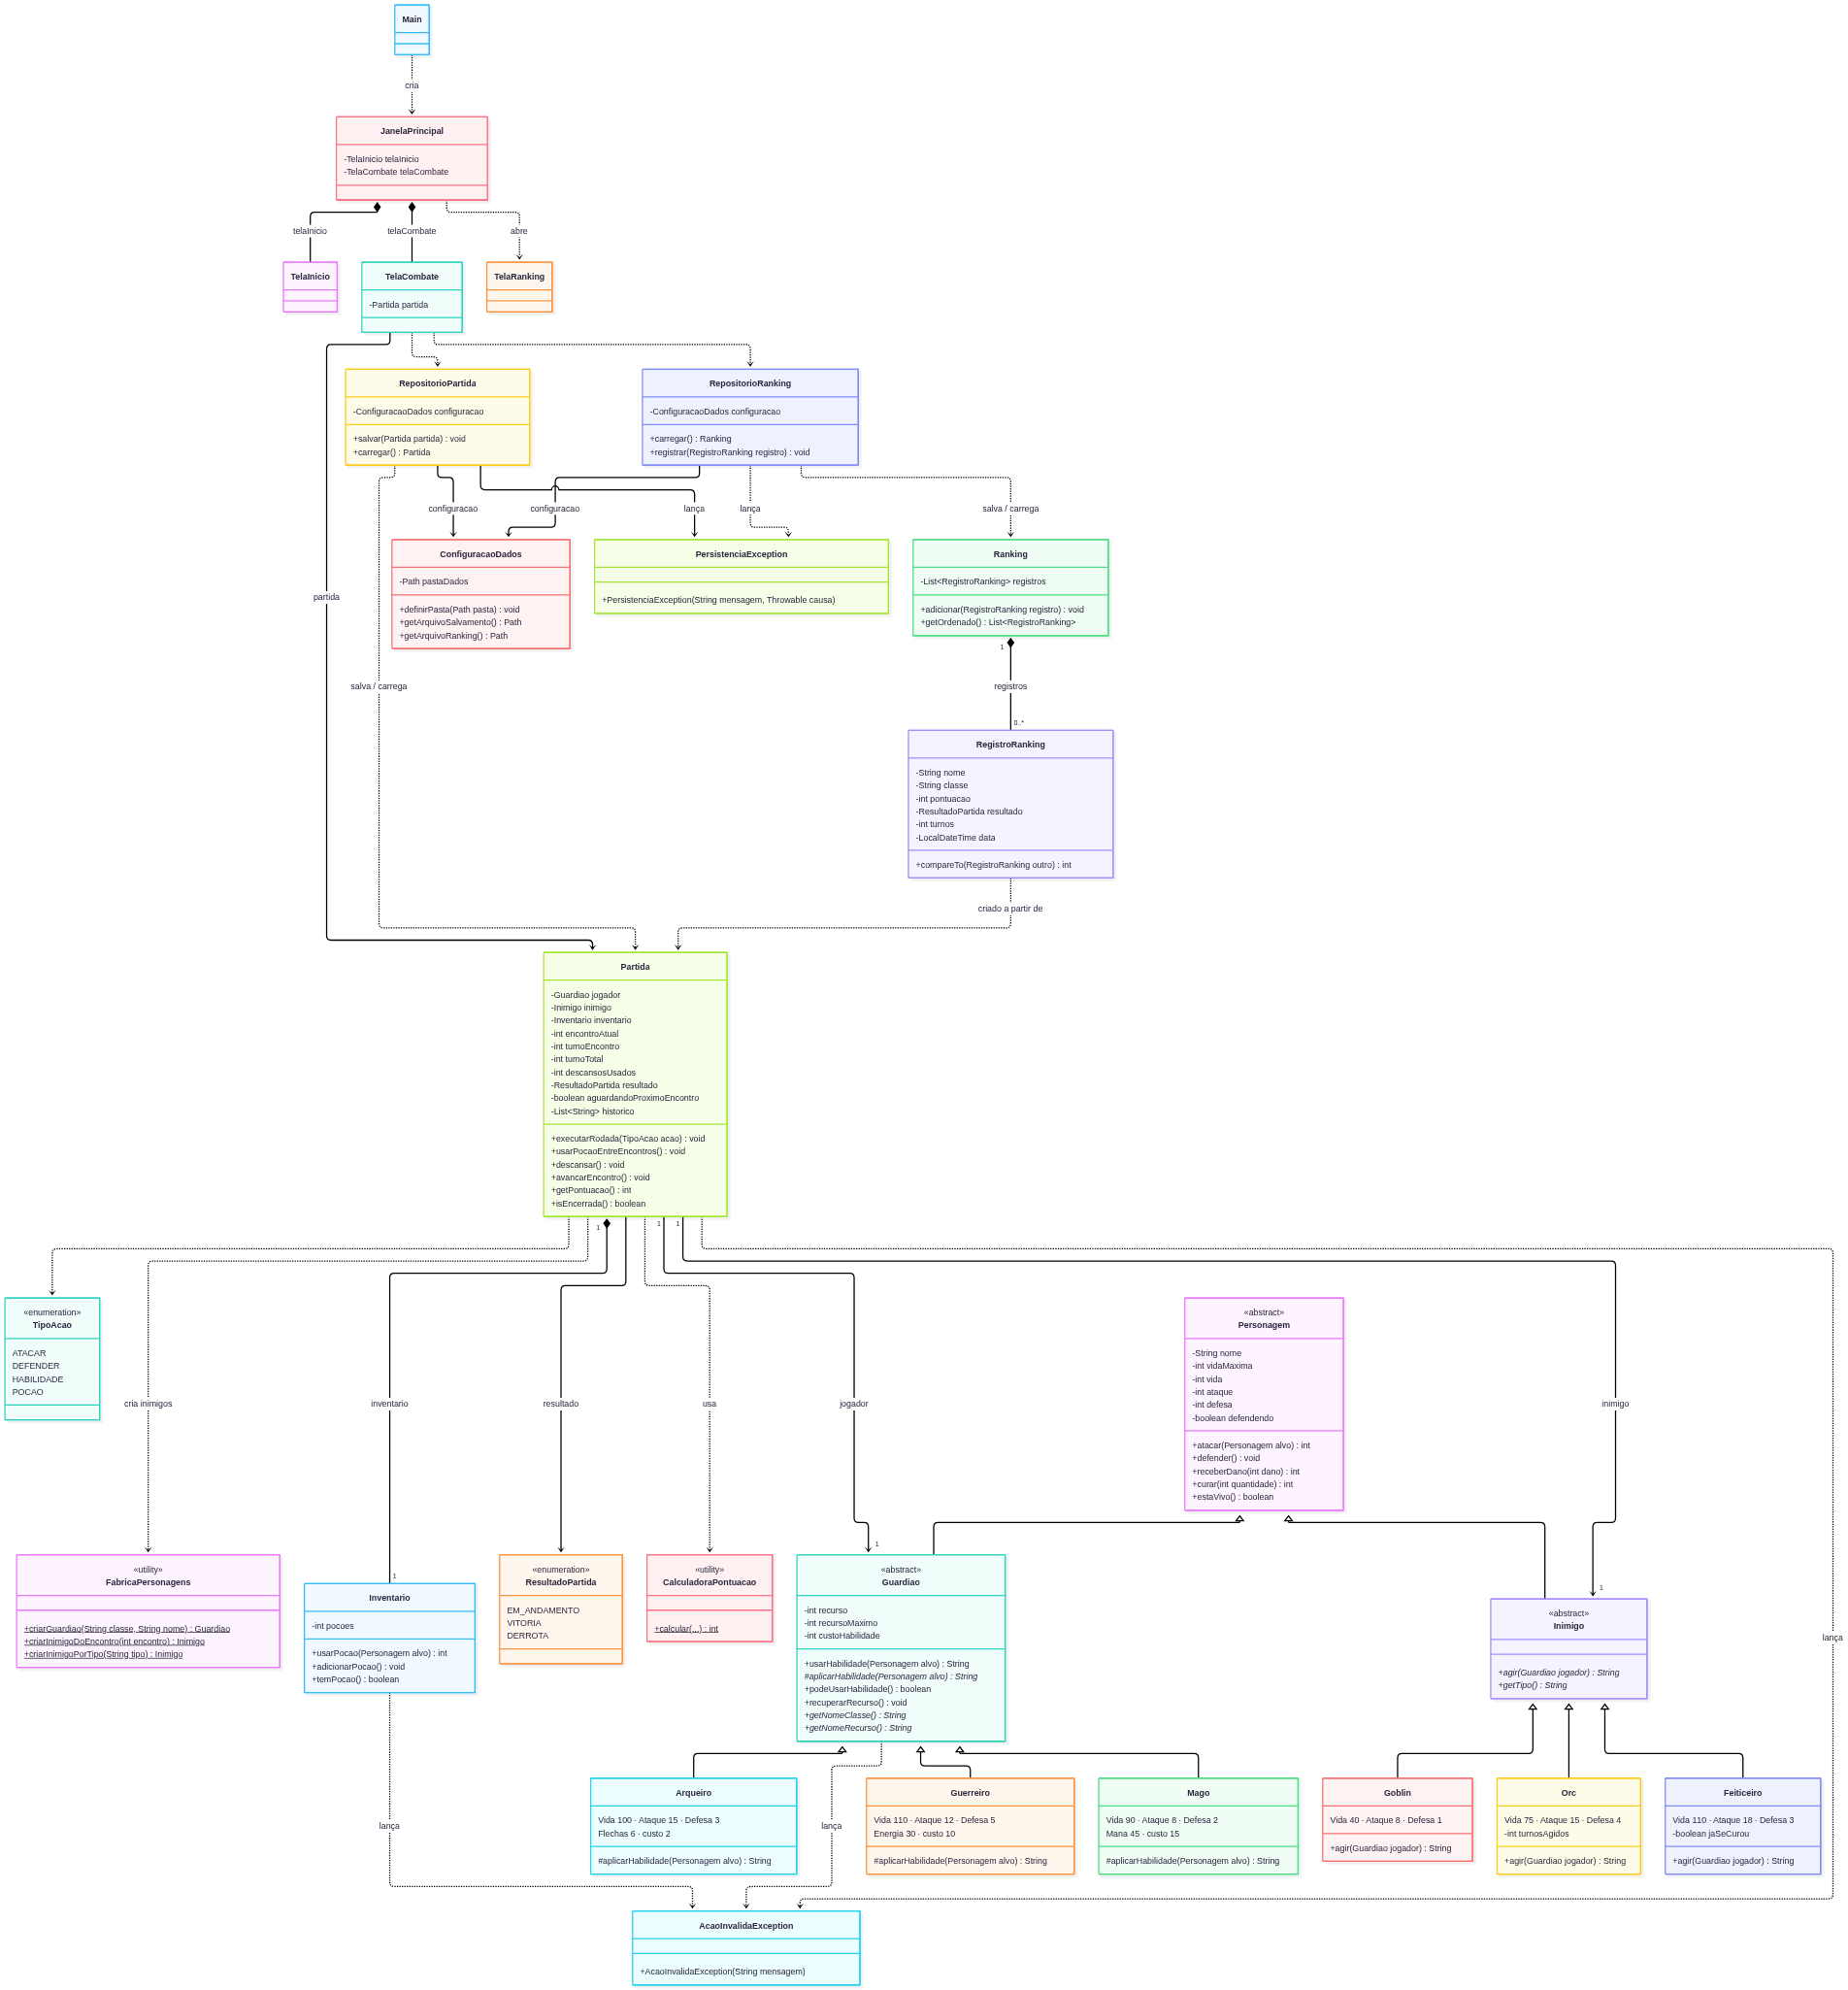 Main
cria
JanelaPrincipal
-TelaInicio telaInicio
-TelaCombate telaCombate
telaInicio
telaCombate
abre
TelaInicio
TelaCombate
-Partida partida
TelaRanking
RepositorioPartida
-ConfiguracaoDados configuracao
+salvar(Partida partida) : void
+carregar() : Partida
RepositorioRanking
-ConfiguracaoDados configuracao
+carregar() : Ranking
+registrar(RegistroRanking registro) : void
configuracao
configuracao
lança
lança
salva / carrega
ConfiguracaoDados
-Path pastaDados
+definirPasta(Path pasta) : void
+getArquivoSalvamento() : Path
+getArquivoRanking() : Path
PersistenciaException
+PersistenciaException(String mensagem, Throwable causa)
Ranking
-List<RegistroRanking> registros
+adicionar(RegistroRanking registro) : void
+getOrdenado() : List<RegistroRanking>
partida
1
salva / carrega
registros
0..*
RegistroRanking
-String nome
-String classe
-int pontuacao
-ResultadoPartida resultado
-int turnos
-LocalDateTime data
+compareTo(RegistroRanking outro) : int
criado a partir de
Partida
-Guardiao jogador
-Inimigo inimigo
-Inventario inventario
-int encontroAtual
-int turnoEncontro
-int turnoTotal
-int descansosUsados
-ResultadoPartida resultado
-boolean aguardandoProximoEncontro
-List<String> historico
+executarRodada(TipoAcao acao) : void
+usarPocaoEntreEncontros() : void
+descansar() : void
+avancarEncontro() : void
+getPontuacao() : int
+isEncerrada() : boolean
1
1
1
«enumeration»
TipoAcao
ATACAR
DEFENDER
HABILIDADE
POCAO
cria inimigos
inventario
resultado
usa
jogador
«abstract»
Personagem
-String nome
-int vidaMaxima
-int vida
-int ataque
-int defesa
-boolean defendendo
+atacar(Personagem alvo) : int
+defender() : void
+receberDano(int dano) : int
+curar(int quantidade) : int
+estaVivo() : boolean
inimigo
lança
1
1
1
«utility»
FabricaPersonagens
+criarGuardiao(String classe, String nome) : Guardiao
+criarInimigoDoEncontro(int encontro) : Inimigo
+criarInimigoPorTipo(String tipo) : Inimigo
Inventario
-int pocoes
+usarPocao(Personagem alvo) : int
+adicionarPocao() : void
+temPocao() : boolean
«enumeration»
ResultadoPartida
EM_ANDAMENTO
VITORIA
DERROTA
«utility»
CalculadoraPontuacao
+calcular(...) : int
«abstract»
Guardiao
-int recurso
-int recursoMaximo
-int custoHabilidade
+usarHabilidade(Personagem alvo) : String
#aplicarHabilidade(Personagem alvo) : String
+podeUsarHabilidade() : boolean
+recuperarRecurso() : void
+getNomeClasse() : String
+getNomeRecurso() : String
«abstract»
Inimigo
+agir(Guardiao jogador) : String
+getTipo() : String
lança
Arqueiro
Vida 100 · Ataque 15 · Defesa 3
Flechas 6 · custo 2
#aplicarHabilidade(Personagem alvo) : String
lança
Guerreiro
Vida 110 · Ataque 12 · Defesa 5
Energia 30 · custo 10
#aplicarHabilidade(Personagem alvo) : String
Mago
Vida 90 · Ataque 8 · Defesa 2
Mana 45 · custo 15
#aplicarHabilidade(Personagem alvo) : String
Goblin
Vida 40 · Ataque 8 · Defesa 1
+agir(Guardiao jogador) : String
Orc
Vida 75 · Ataque 15 · Defesa 4
-int turnosAgidos
+agir(Guardiao jogador) : String
Feiticeiro
Vida 110 · Ataque 18 · Defesa 3
-boolean jaSeCurou
+agir(Guardiao jogador) : String
AcaoInvalidaException
+AcaoInvalidaException(String mensagem)